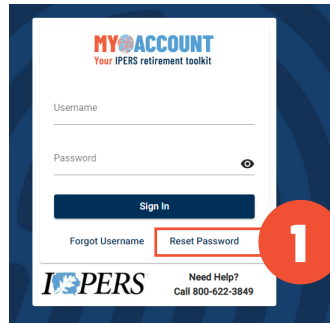 MY ACCOUNT
Your IPERS retirement toolkit
Username
Password
Sign In
Forgot Username Reset Password
1
IPERS
Need Help?
Call 800-622-3849